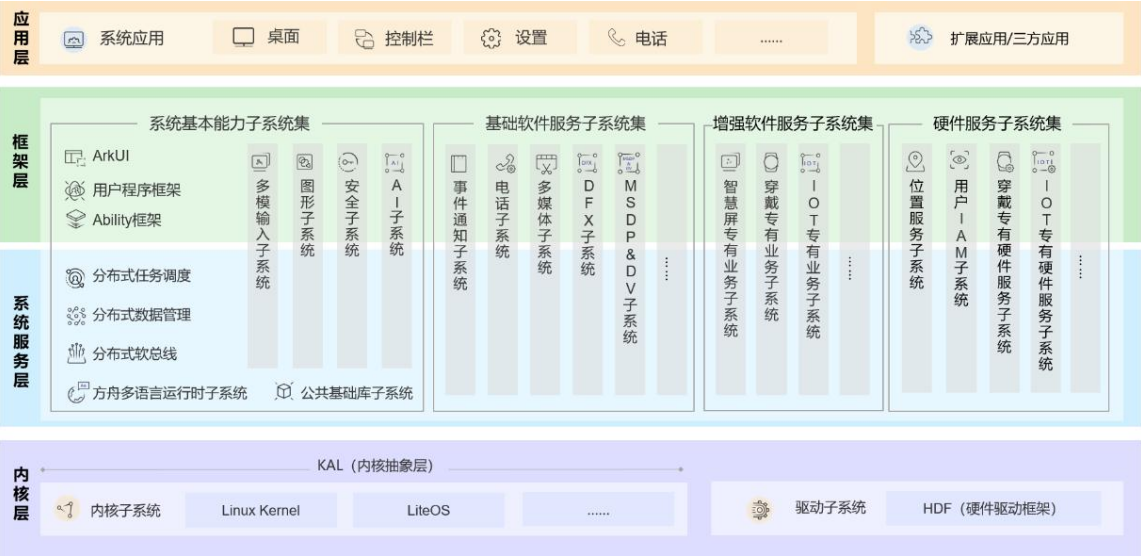 应用层
系统应用
桌面
控制栏
设置
电话
......
扩展应用/三方应用
框架层
系统服务层
系统基本能力子系统集
ArkUI
用户程序框架
Ability框架
分布式任务调度
分布式数据管理
分布式软总线
方舟多语言运行时子系统
公共基础库子系统
多模输入子系统
图形子系统
安全子系统
AI子系统
基础软件服务子系统集
事件通知子系统
电话子系统
多媒体子系统
DFX子系统
MSDP&DV子系统
......
增强软件服务子系统集
智慧屏专有业务子系统
穿戴专有业务子系统
IOT专有业务子系统
......
硬件服务子系统集
位置服务子系统
用户IAM子系统
穿戴专有硬件服务子系统
IOT专有硬件服务子系统
......
内核层
KAL（内核抽象层）
内核子系统
Linux Kernel
LiteOS
......
驱动子系统
HDF（硬件驱动框架）